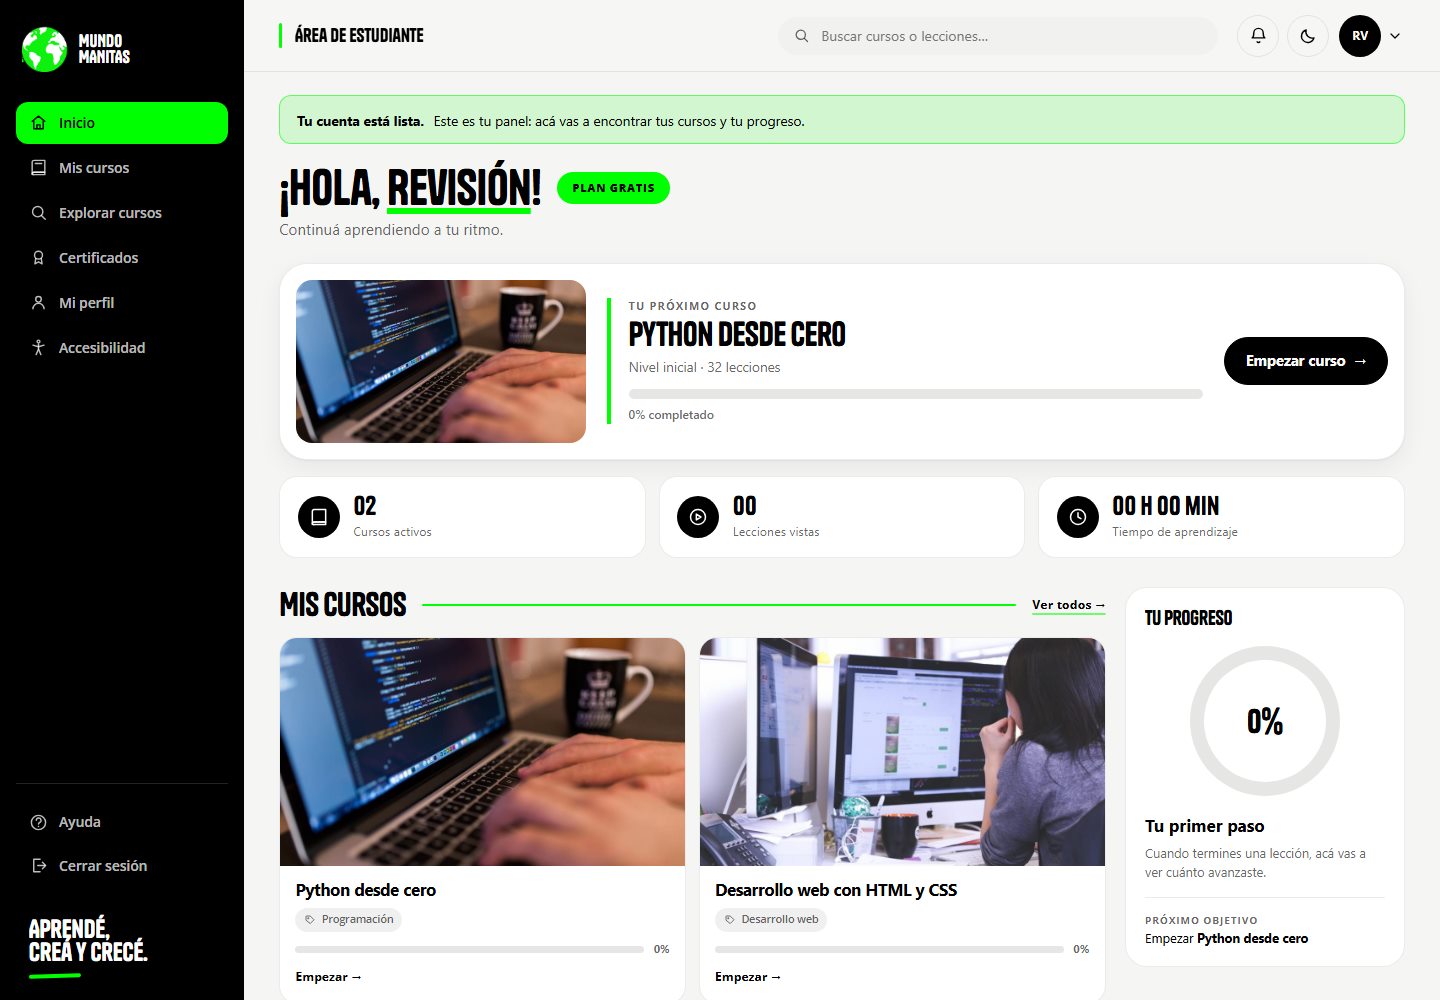 MUNDO
MANITAS
Inicio
Mis cursos
Explorar cursos
Certificados
Mi perfil
Accesibilidad
Ayuda
Cerrar sesión
APRENDÉ,
CREÁ Y CRECÉ.
ÁREA DE ESTUDIANTE
Buscar cursos o lecciones...
RV
Tu cuenta está lista. Este es tu panel: acá vas a encontrar tus cursos y tu progreso.
¡HOLA, REVISIÓN!
PLAN GRATIS
Continuá aprendiendo a tu ritmo.
TU PRÓXIMO CURSO
PYTHON DESDE CERO
Nivel inicial · 32 lecciones
0% completado
Empezar curso →
02
Cursos activos
00
Lecciones vistas
00 H 00 MIN
Tiempo de aprendizaje
MIS CURSOS
Ver todos →
Python desde cero
Programación
0%
Empezar →
Desarrollo web con HTML y CSS
Desarrollo web
0%
Empezar →
TU PROGRESO
0%
Tu primer paso
Cuando termines una lección, acá vas a
ver cuánto avanzaste.
PRÓXIMO OBJETIVO
Empezar Python desde cero